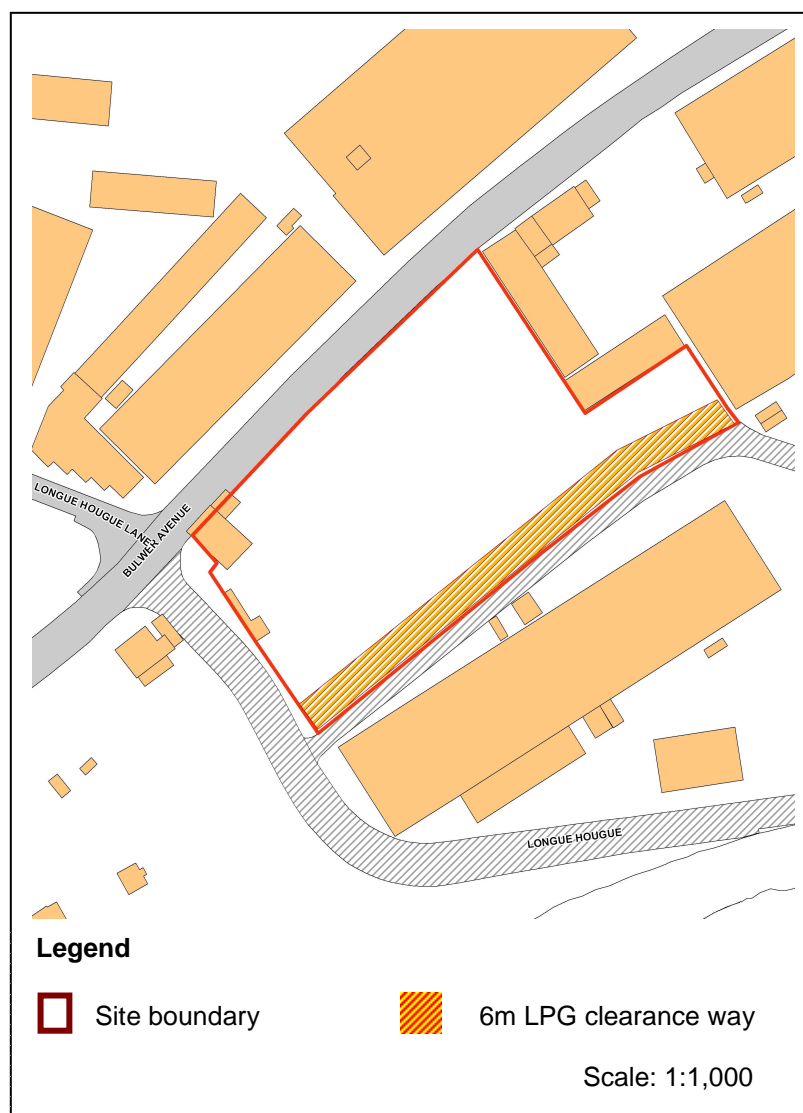 LONGUE HOUGUE LANE
BULWER AVENUE
LONGUE HOUGUE
Legend
Site boundary
6m LPG clearance way
Scale: 1:1,000